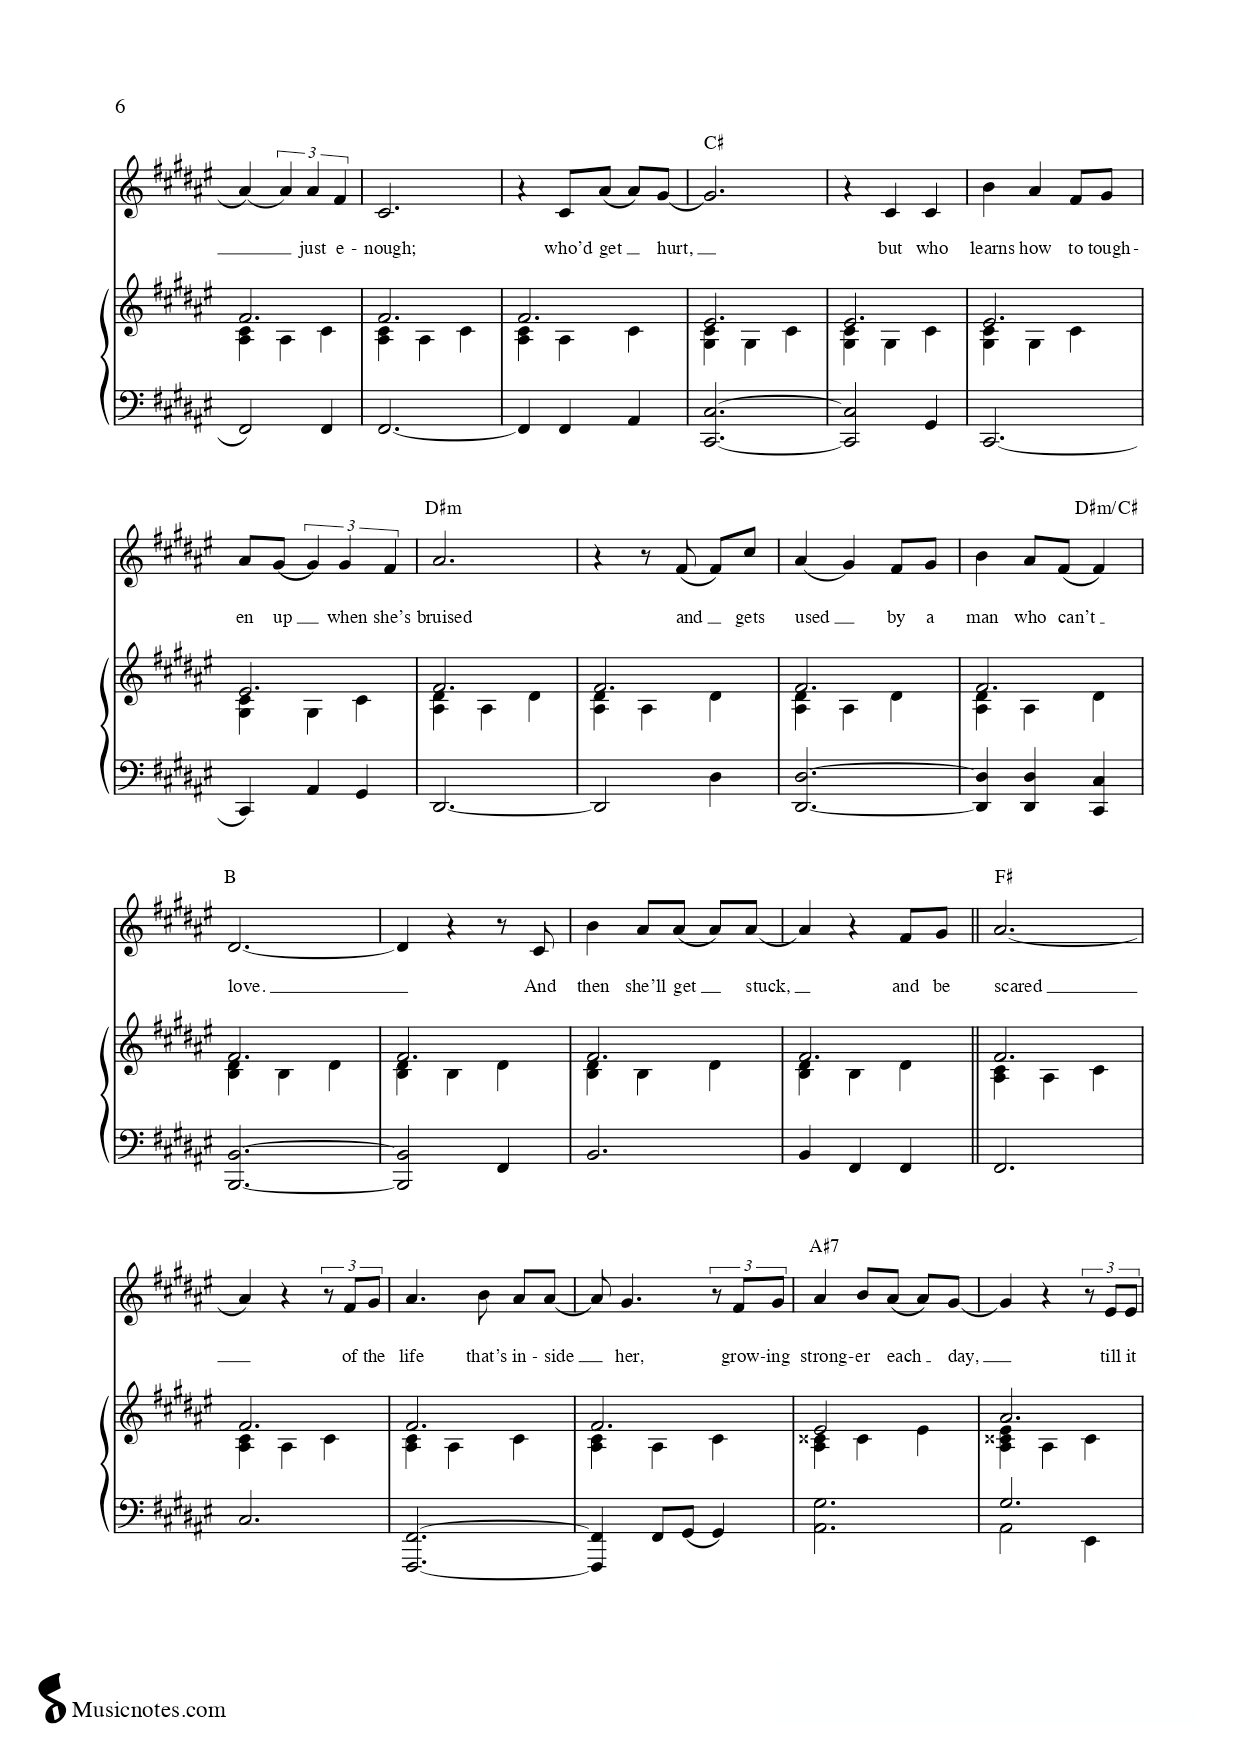 6
3
C♯
just e - nough; who'd get hurt, but who learns how to tough -
3
D♯m D♯m/C♯
en up when she's bruised and gets used by a man who can't
B F♯
love. And then she'll get stuck, and be scared
3 3 A♯7 3
of the life that's in - side her, grow-ing strong-er each day, till it
Musicnotes.com